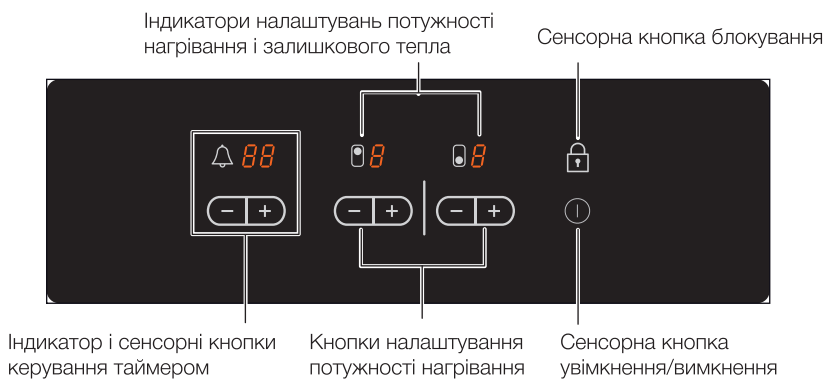 Індикатори налаштувань потужності
нагрівання і залишкового тепла
Сенсорна кнопка блокування
88
8
8
− +
− +
− +
Індикатор і сенсорні кнопки
керування таймером
Кнопки налаштування
потужності нагрівання
Сенсорна кнопка
увімкнення/вимкнення